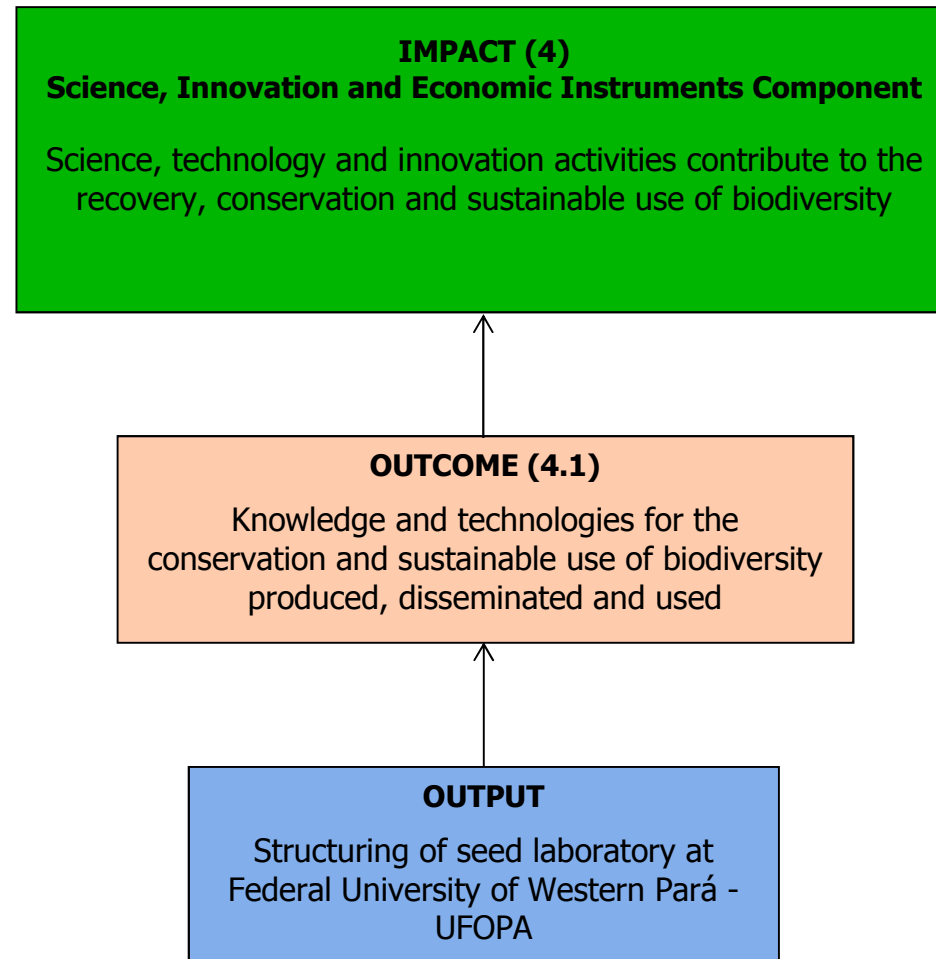 IMPACT (4)
Science, Innovation and Economic Instruments Component
Science, technology and innovation activities contribute to the
recovery, conservation and sustainable use of biodiversity
OUTCOME (4.1)
Knowledge and technologies for the
conservation and sustainable use of biodiversity
produced, disseminated and used
OUTPUT
Structuring of seed laboratory at
Federal University of Western Pará -
UFOPA